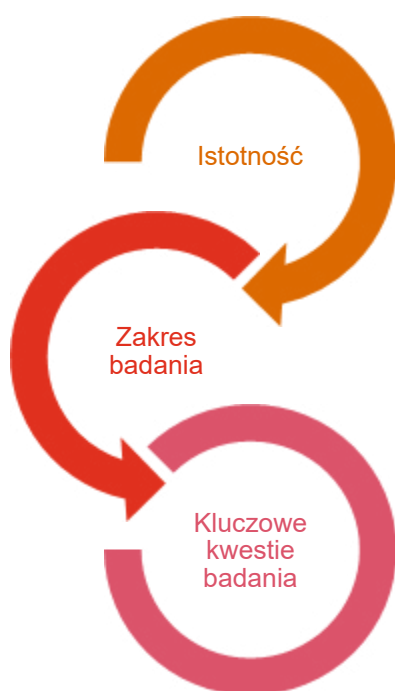 Istotność
Zakres
badania
Kluczowe
kwestie
badania